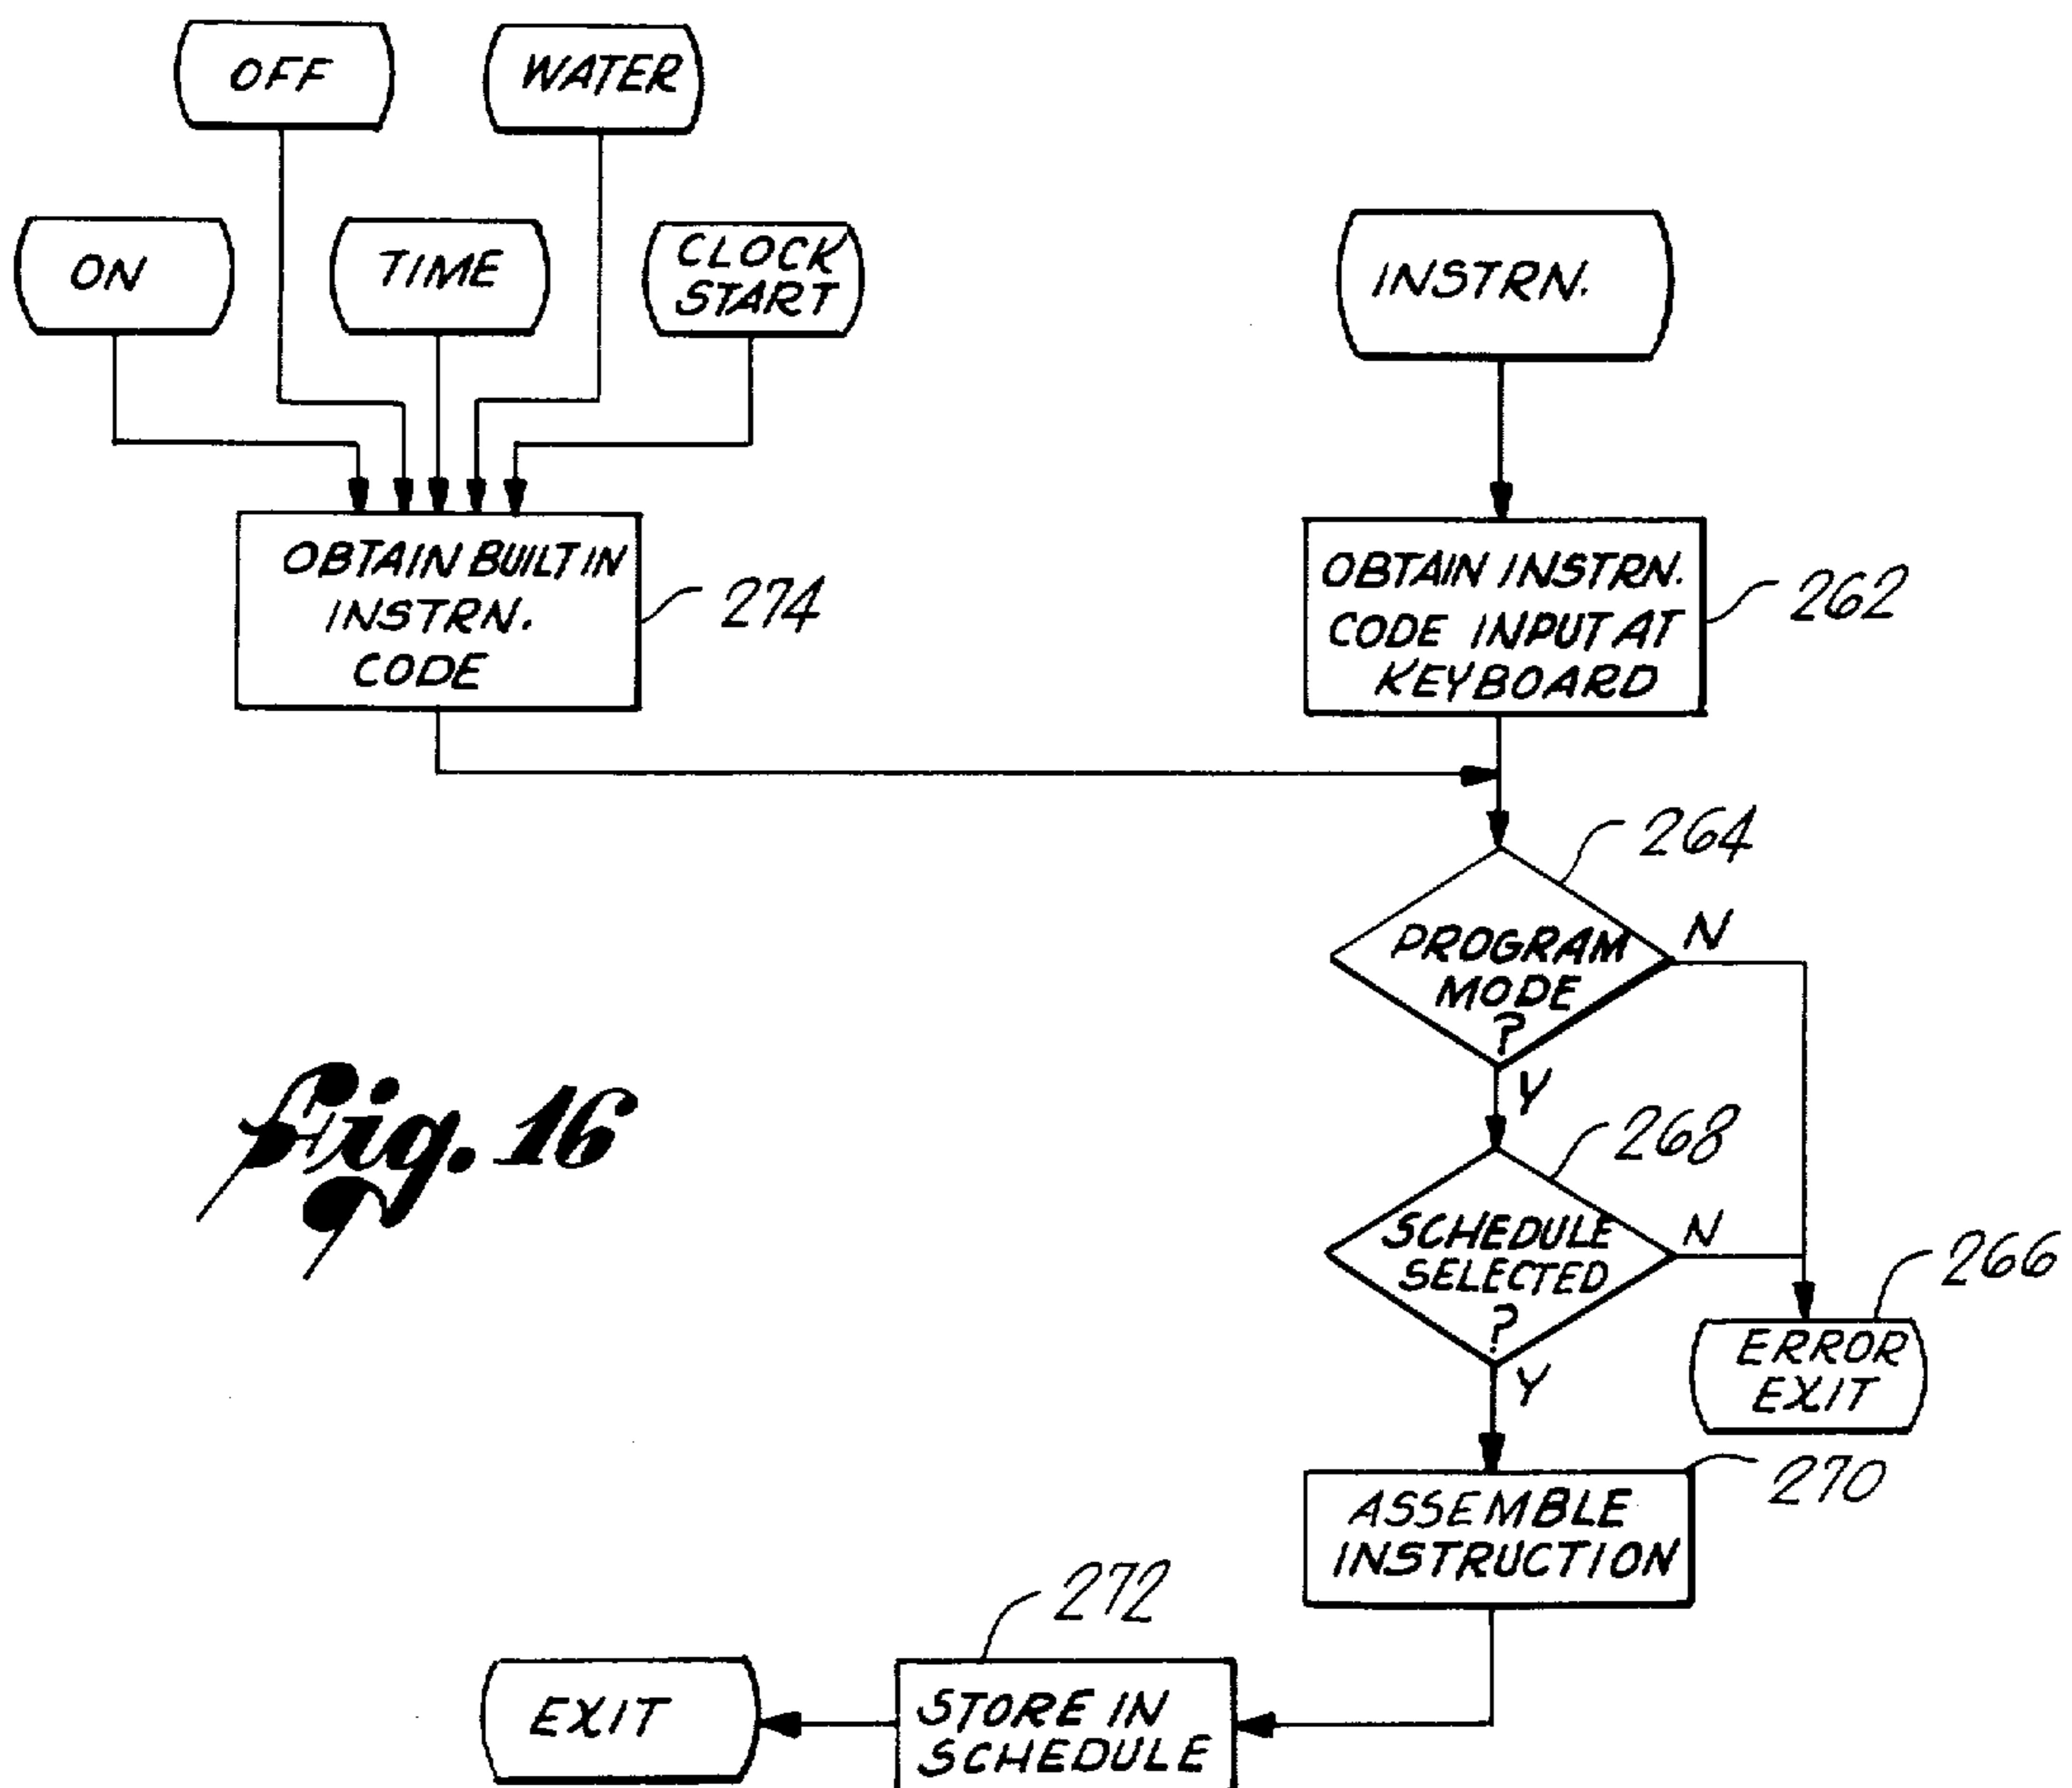 OFF
WATER
ON
TIME
CLOCK
START
INSTRN.
OBTAIN BUILT IN
INSTRN.
CODE
274
OBTAIN INSTRN.
CODE INPUT AT
KEYBOARD
262
264
PROGRAM
MODE
?
N
Y
Fig. 16
268
SCHEDULE
SELECTED
?
N
Y
266
ERROR
EXIT
270
ASSEMBLE
INSTRUCTION
272
STORE IN
SCHEDULE
EXIT